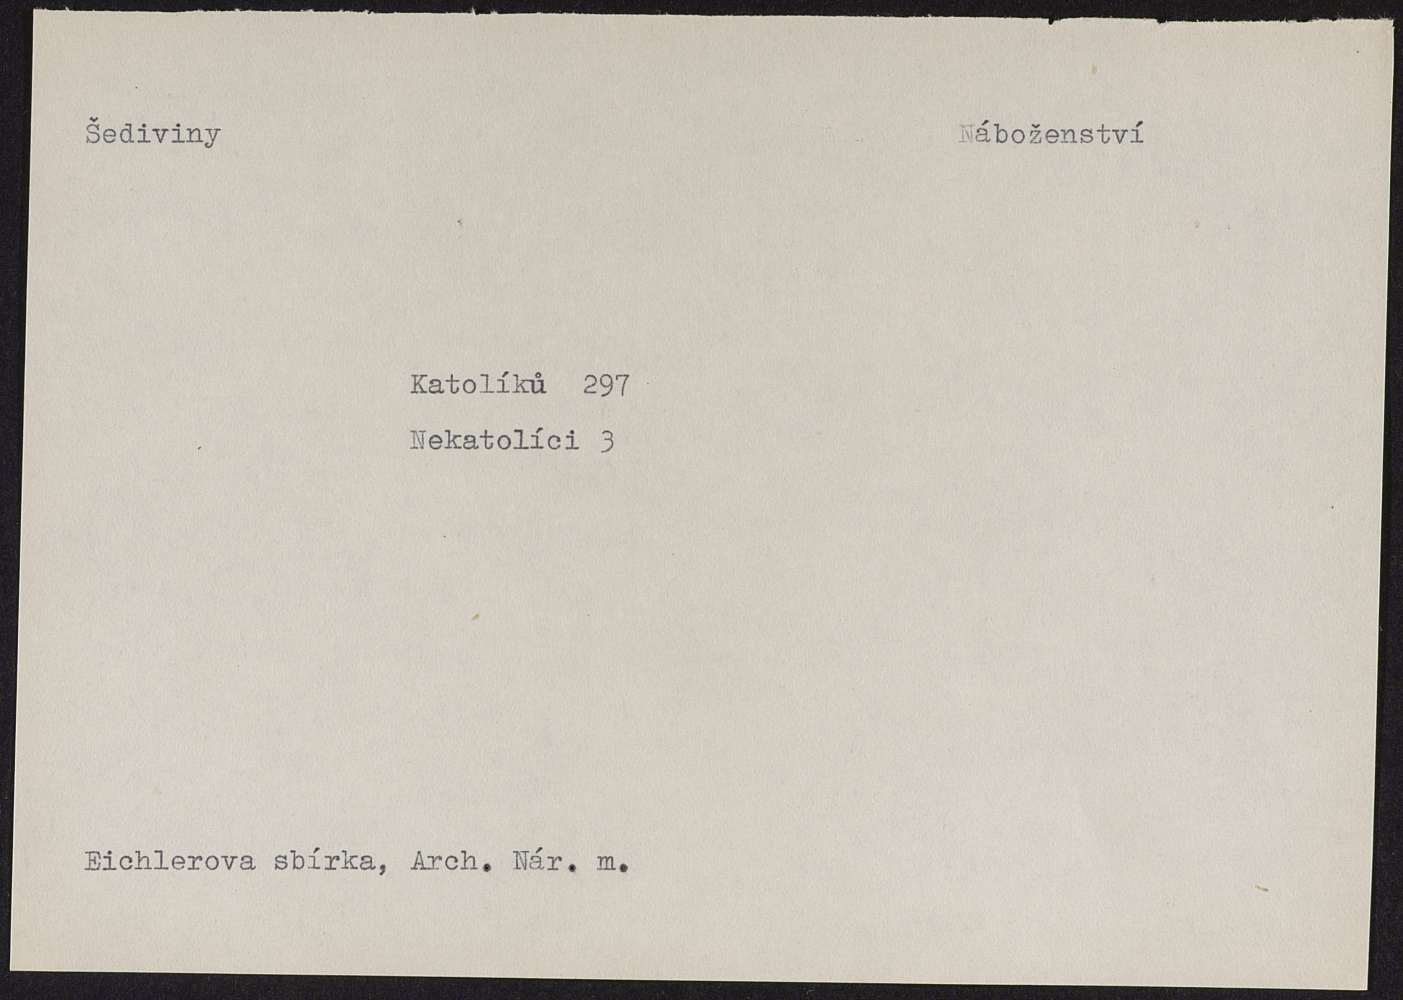 Šediviny Náboženství
Katolíků 297
Nekatolíci 3
Eichlerova sbírka, Arch. Nár. m.